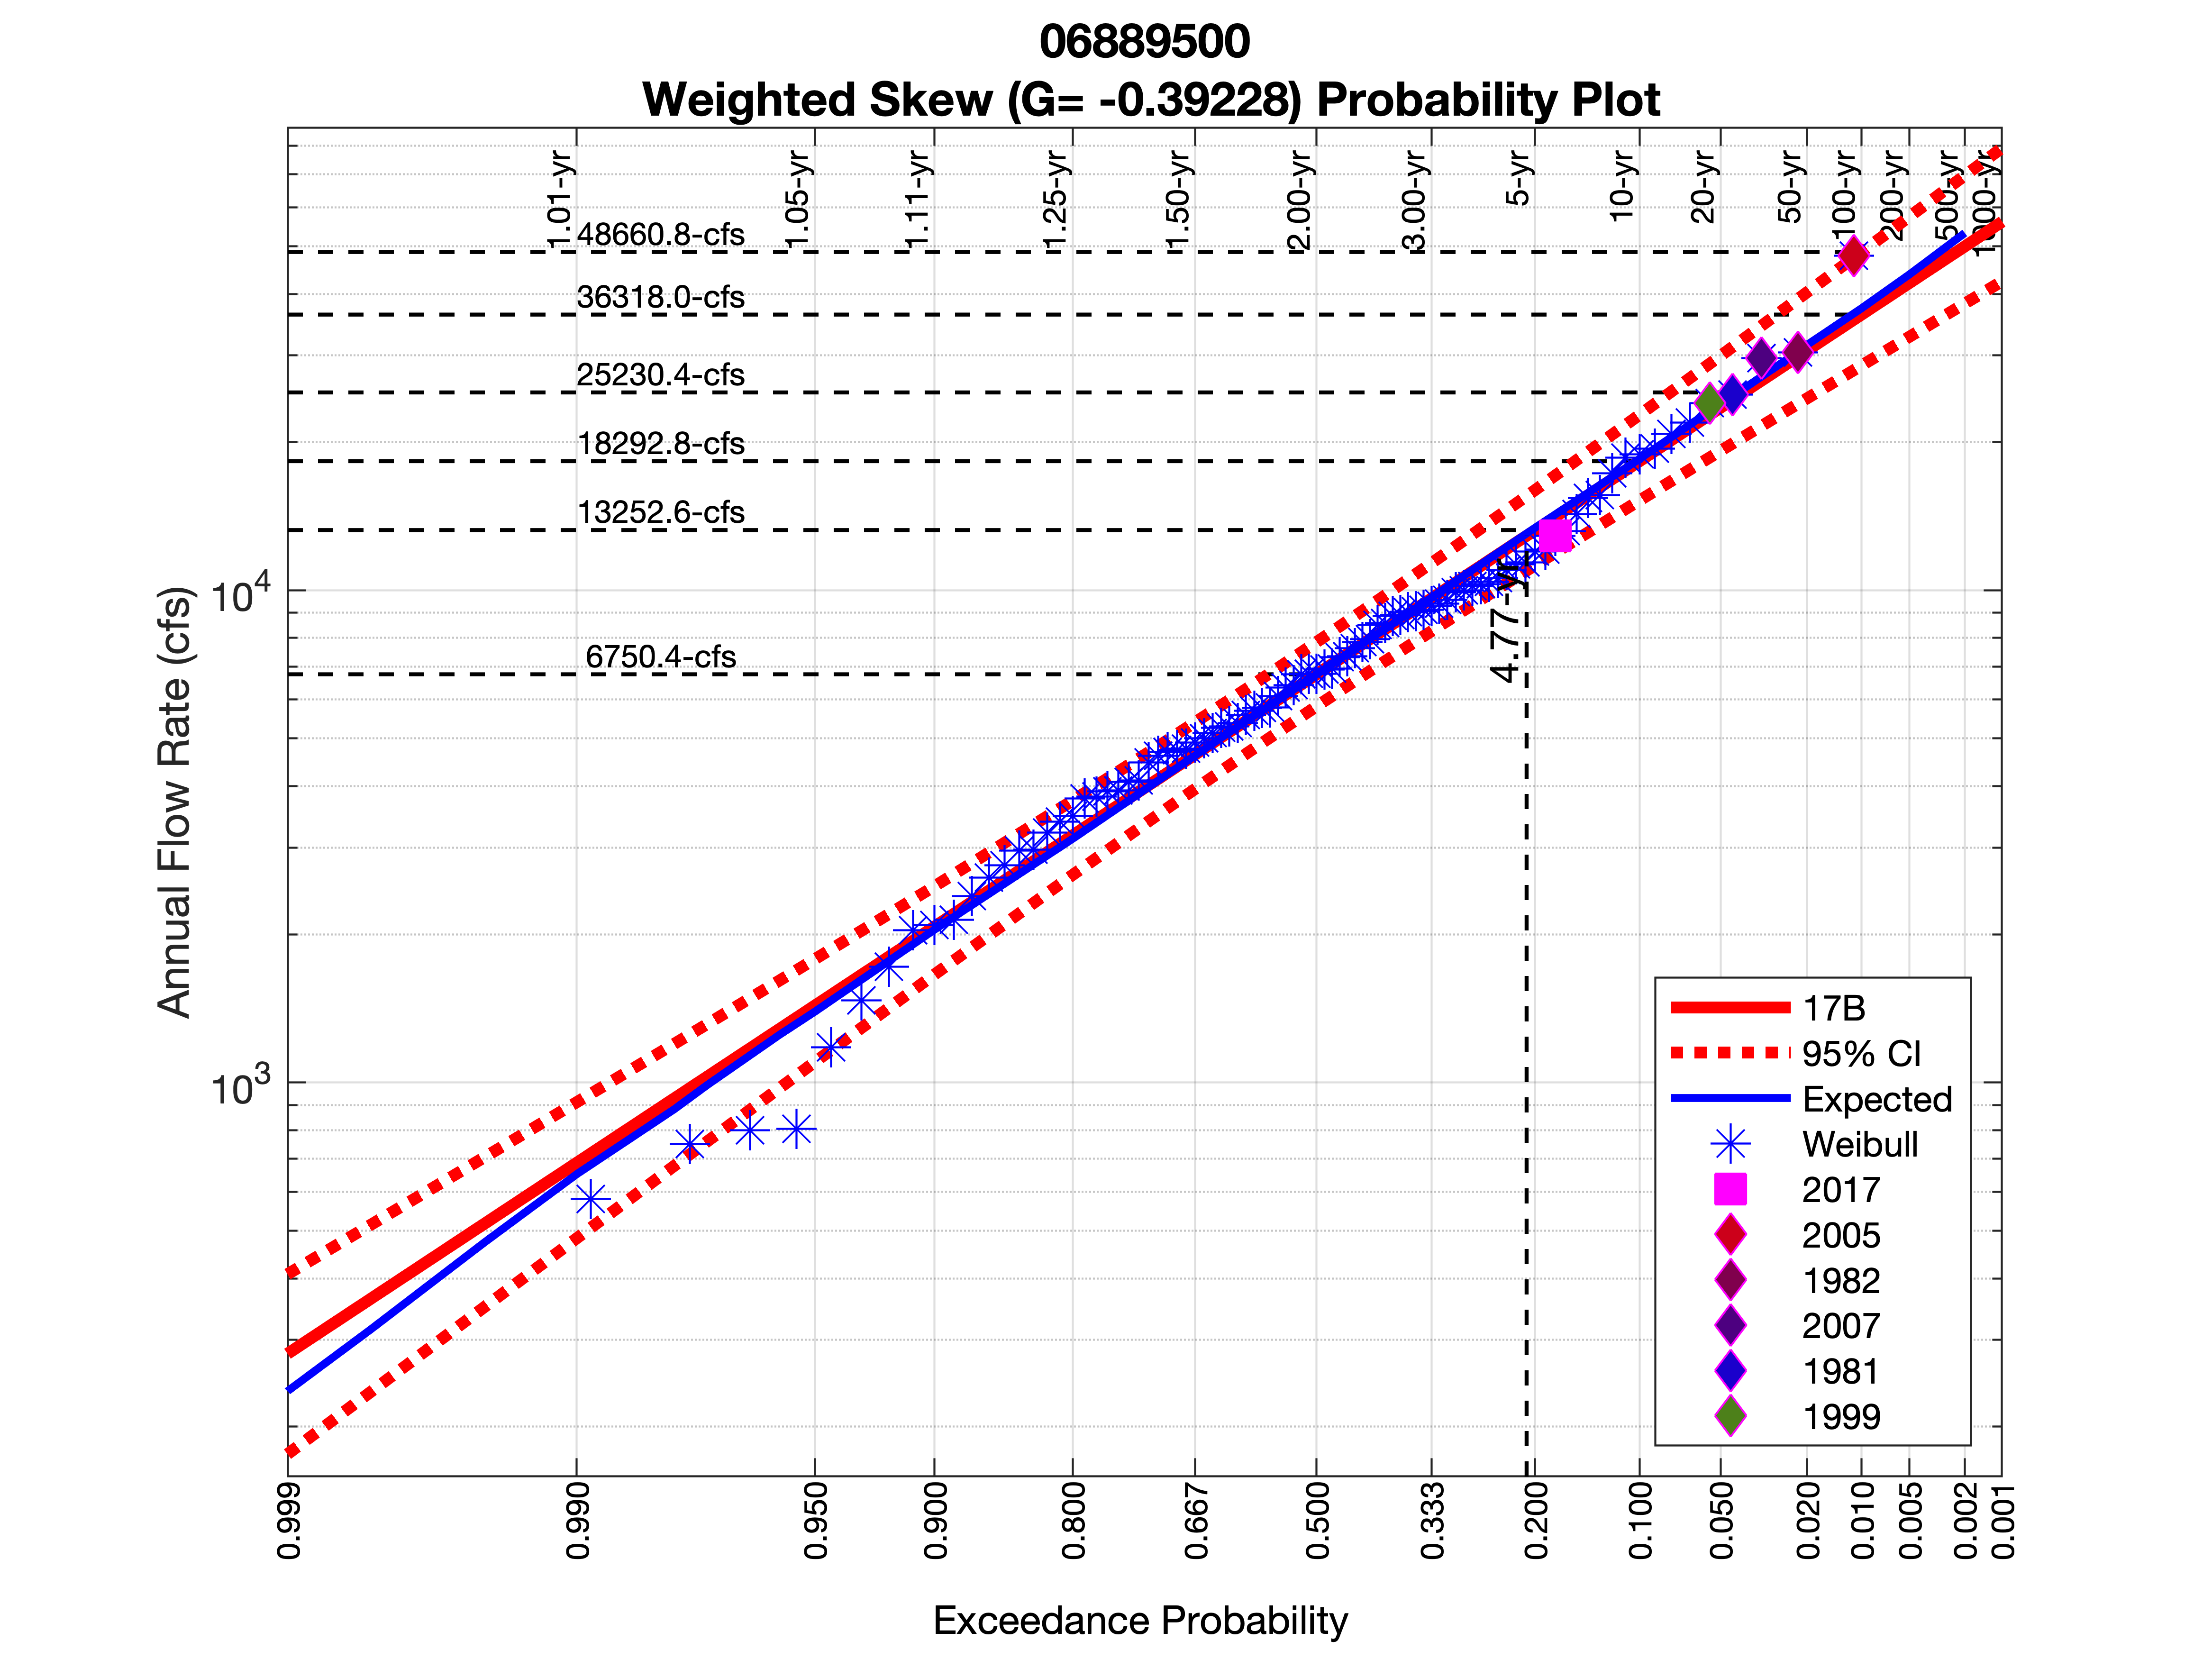 06889500
Weighted Skew (G= -0.39228) Probability Plot
1.01-yr
1.05-yr
1.11-yr
1.25-yr
1.50-yr
2.00-yr
3.00-yr
5-yr
10-yr
20-yr
50-yr
100-yr
200-yr
500-yr
1000-yr
48660.8-cfs
36318.0-cfs
25230.4-cfs
18292.8-cfs
13252.6-cfs
6750.4-cfs
4.777-yr
10^4
10^3
Annual Flow Rate (cfs)
17B
95% CI
Expected
Weibull
2017
2005
1982
2007
1981
1999
0.999
0.990
0.950
0.900
0.800
0.667
0.500
0.333
0.200
0.100
0.050
0.020
0.010
0.005
0.002
0.001
Exceedance Probability